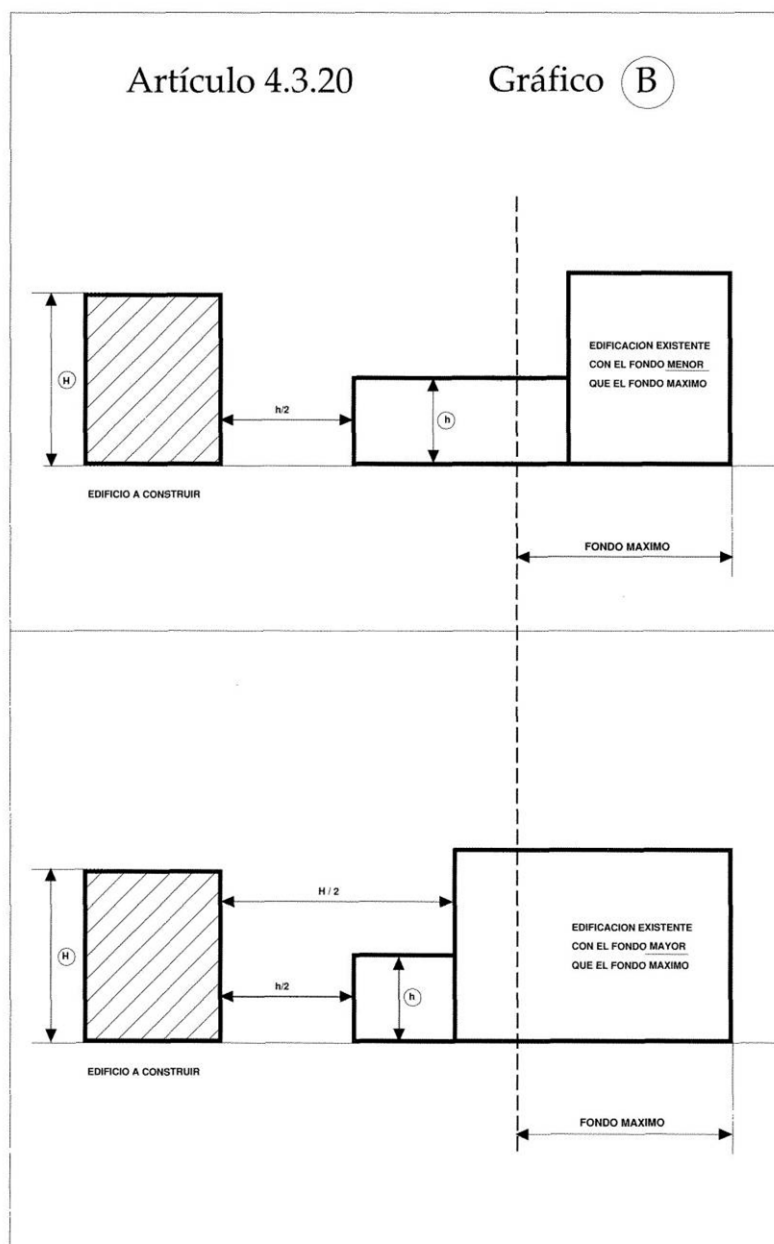 Artículo 4.3.20 Gráfico B
EDIFICACION EXISTENTE
CON EL FONDO MENOR
QUE EL FONDO MAXIMO
H
h/2
h
EDIFICIO A CONSTRUIR
FONDO MAXIMO
H / 2
EDIFICACION EXISTENTE
CON EL FONDO MAYOR
QUE EL FONDO MAXIMO
H
h/2
h
EDIFICIO A CONSTRUIR
FONDO MAXIMO